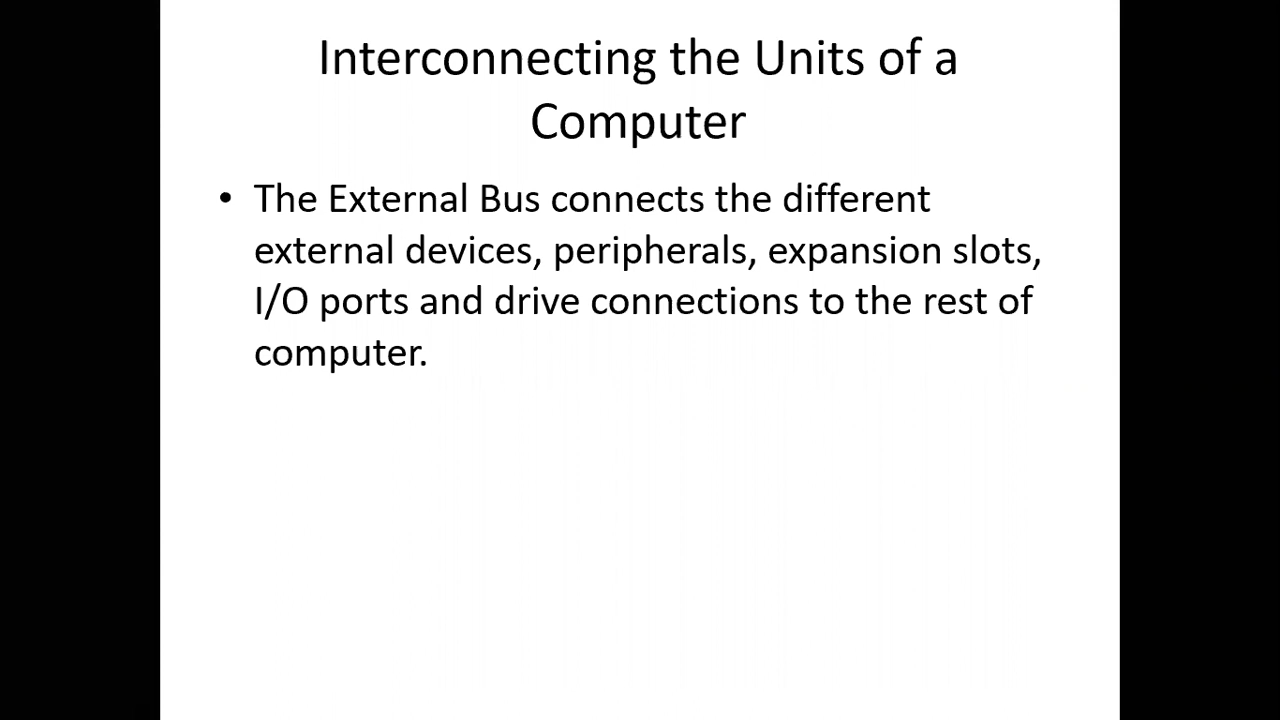 Interconnecting the Units of a
Computer
• The External Bus connects the different
external devices, peripherals, expansion slots,
I/O ports and drive connections to the rest of
computer.